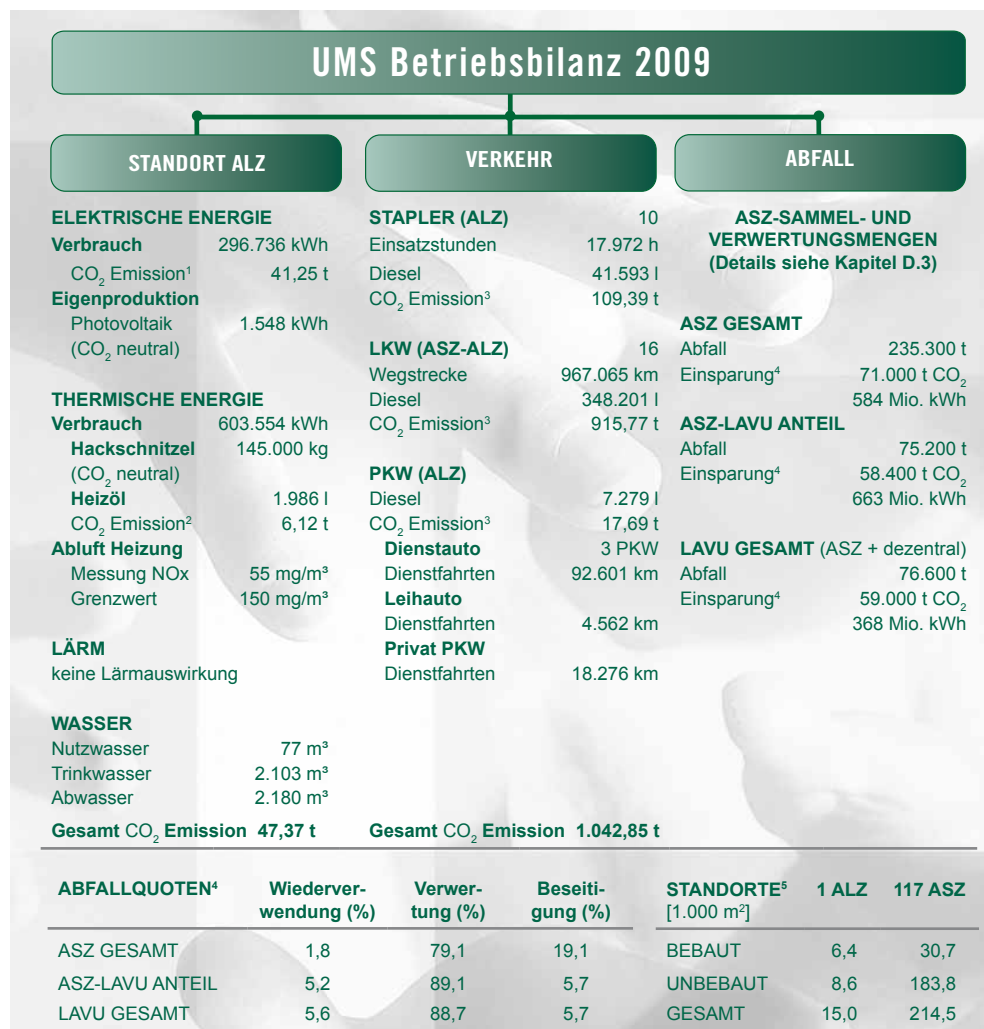 UMS Betriebsbilanz 2009
STANDORT ALZ
ELEKTRISCHE ENERGIE
Verbrauch 296.736 kWh
CO₂ Emission¹ 41,25 t
Eigenproduktion
Photovoltaik 1.548 kWh
(CO₂ neutral)
THERMISCHE ENERGIE
Verbrauch 603.554 kWh
Hackschnitzel 145.000 kg
(CO₂ neutral)
Heizöl 1.986 l
CO₂ Emission² 6,12 t
Abluft Heizung
Messung NOx 55 mg/m³
Grenzwert 150 mg/m³
LÄRM
keine Lärmauswirkung
WASSER
Nutzwasser 77 m³
Trinkwasser 2.103 m³
Abwasser 2.180 m³
Gesamt CO₂ Emission 47,37 t
VERKEHR
STAPLER (ALZ) 10
Einsatzstunden 17.972 h
Diesel 41.593 l
CO₂ Emission³ 109,39 t
LKW (ASZ-ALZ) 16
Wegstrecke 967.065 km
Diesel 348.201 l
CO₂ Emission³ 915,77 t
PKW (ALZ)
Diesel 7.279 l
CO₂ Emission³ 17,69 t
Dienstauto 3 PKW
Dienstfahrten 92.601 km
Leihauto
Dienstfahrten 4.562 km
Privat PKW
Dienstfahrten 18.276 km
Gesamt CO₂ Emission 1.042,85 t
ABFALL
ASZ-SAMMEL- UND
VERWERTUNGSMENGEN
(Details siehe Kapitel D.3)
ASZ GESAMT
Abfall 235.300 t
Einsparung⁴ 71.000 t CO₂
584 Mio. kWh
ASZ-LAVU ANTEIL
Abfall 75.200 t
Einsparung⁴ 58.400 t CO₂
663 Mio. kWh
LAVU GESAMT (ASZ + dezentral)
Abfall 76.600 t
Einsparung⁴ 59.000 t CO₂
368 Mio. kWh
ABFALLQUOTEN⁴ Wiederver- Verwer- Beseiti-
wendung (%) tung (%) gung (%)
ASZ GESAMT 1,8 79,1 19,1
ASZ-LAVU ANTEIL 5,2 89,1 5,7
LAVU GESAMT 5,6 88,7 5,7
STANDORTE⁵ 1 ALZ 117 ASZ
[1.000 m²]
BEBAUT 6,4 30,7
UNBEBAUT 8,6 183,8
GESAMT 15,0 214,5